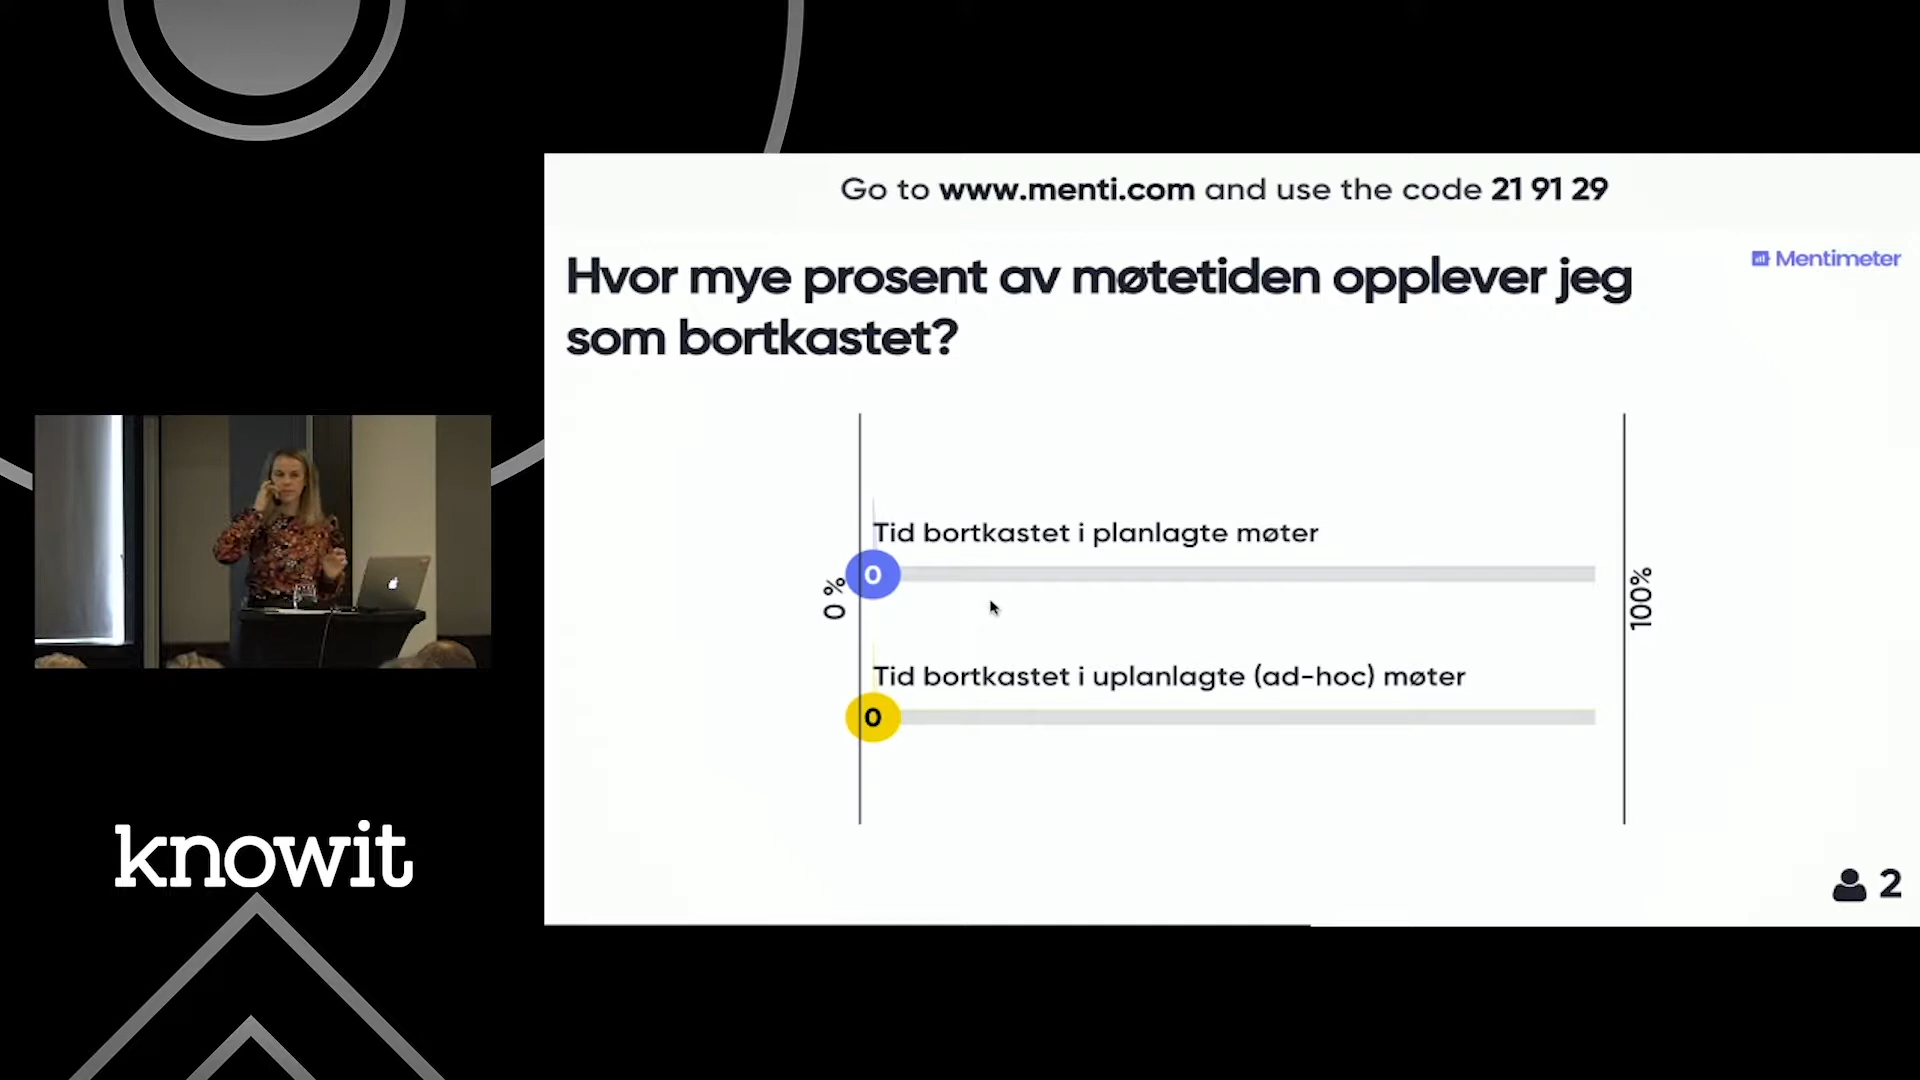 Go to www.menti.com and use the code 21 91 29
Mentimeter
Hvor mye prosent av møtetiden opplever jeg
som bortkastet?
Tid bortkastet i planlagte møter
0
0 %
100%
Tid bortkastet i uplanlagte (ad-hoc) møter
0
2
knowit